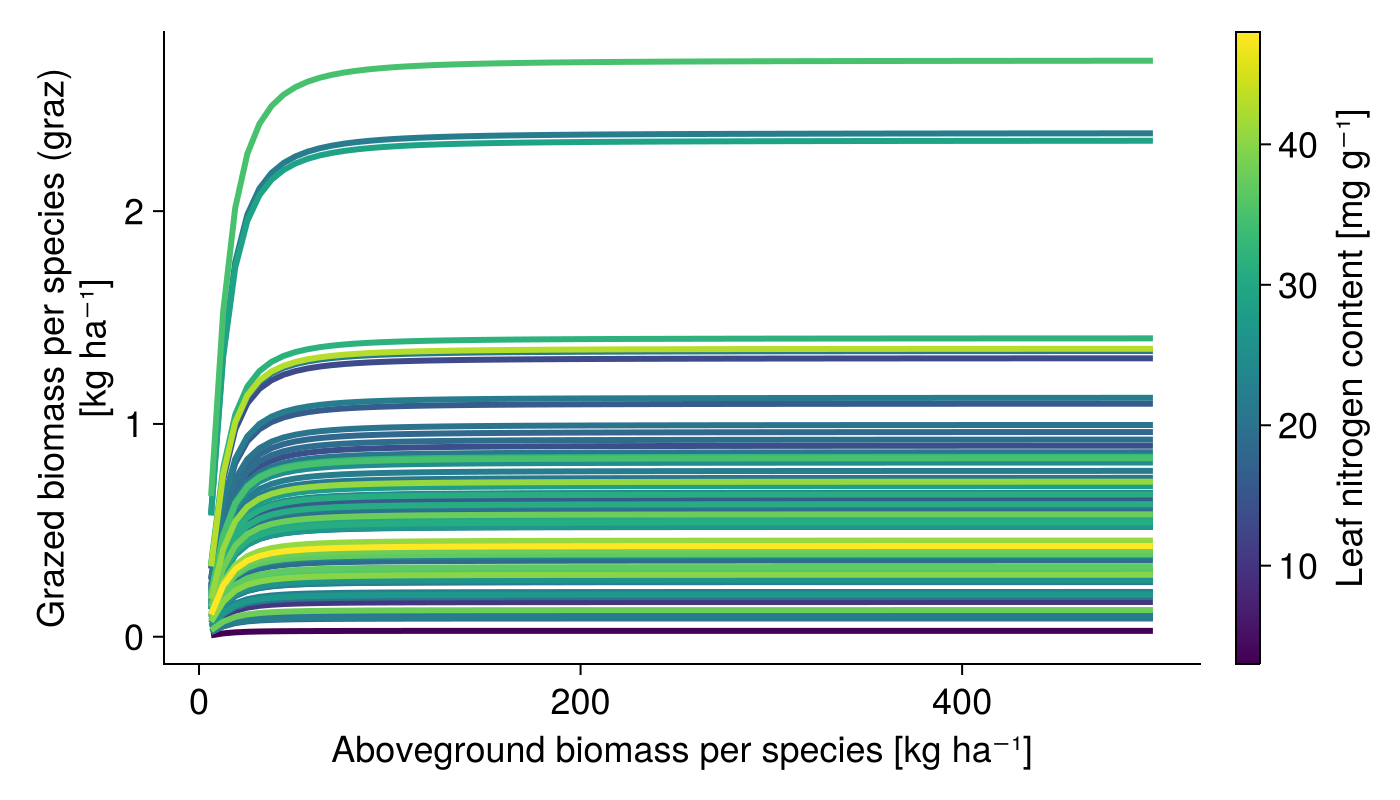 Grazed biomass per species (graz)
[kg ha⁻¹]
2
1
0
0
200
400
Aboveground biomass per species [kg ha⁻¹]
40
30
20
10
Leaf nitrogen content [mg g⁻¹]